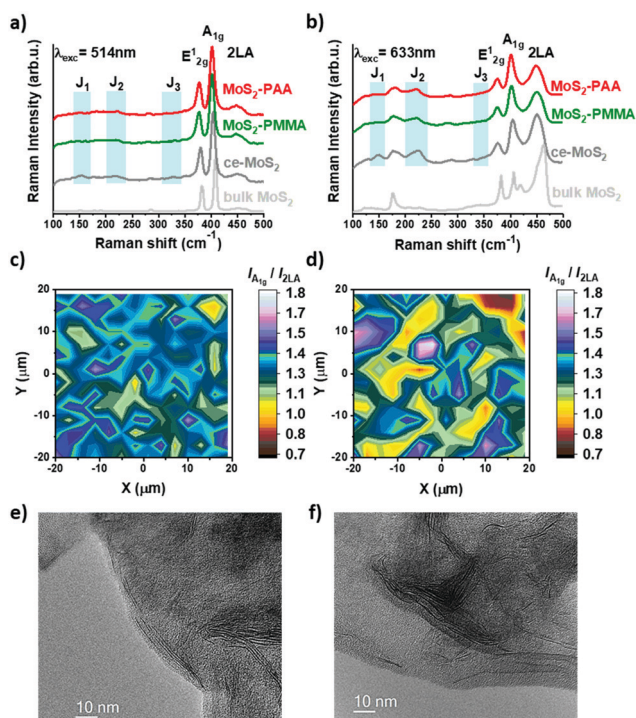 a)
λexc= 514nm
E¹2g
A1g
2LA
J1
J2
J3
MoS2-PAA
MoS2-PMMA
ce-MoS2
bulk MoS2
Raman Intensity (arb.u.)
100 150 200 250 300 350 400 450 500
Raman shift (cm⁻¹)
b)
λexc= 633nm
E¹2g
A1g
2LA
J1
J2
J3
MoS2-PAA
MoS2-PMMA
ce-MoS2
bulk MoS2
Raman Intensity (arb.u.)
100 150 200 250 300 350 400 450 500
Raman shift (cm⁻¹)
c)
IA1g / I2LA
20
10
0
-10
-20
Y (µm)
-20 -10 0 10 20
X (µm)
1.8
1.7
1.6
1.5
1.4
1.3
1.1
1.0
0.9
0.8
0.7
d)
IA1g / I2LA
20
10
0
-10
-20
Y (µm)
-20 -10 0 10 20
X (µm)
1.8
1.7
1.6
1.5
1.4
1.3
1.1
1.0
0.9
0.8
0.7
e)
10 nm
f)
10 nm